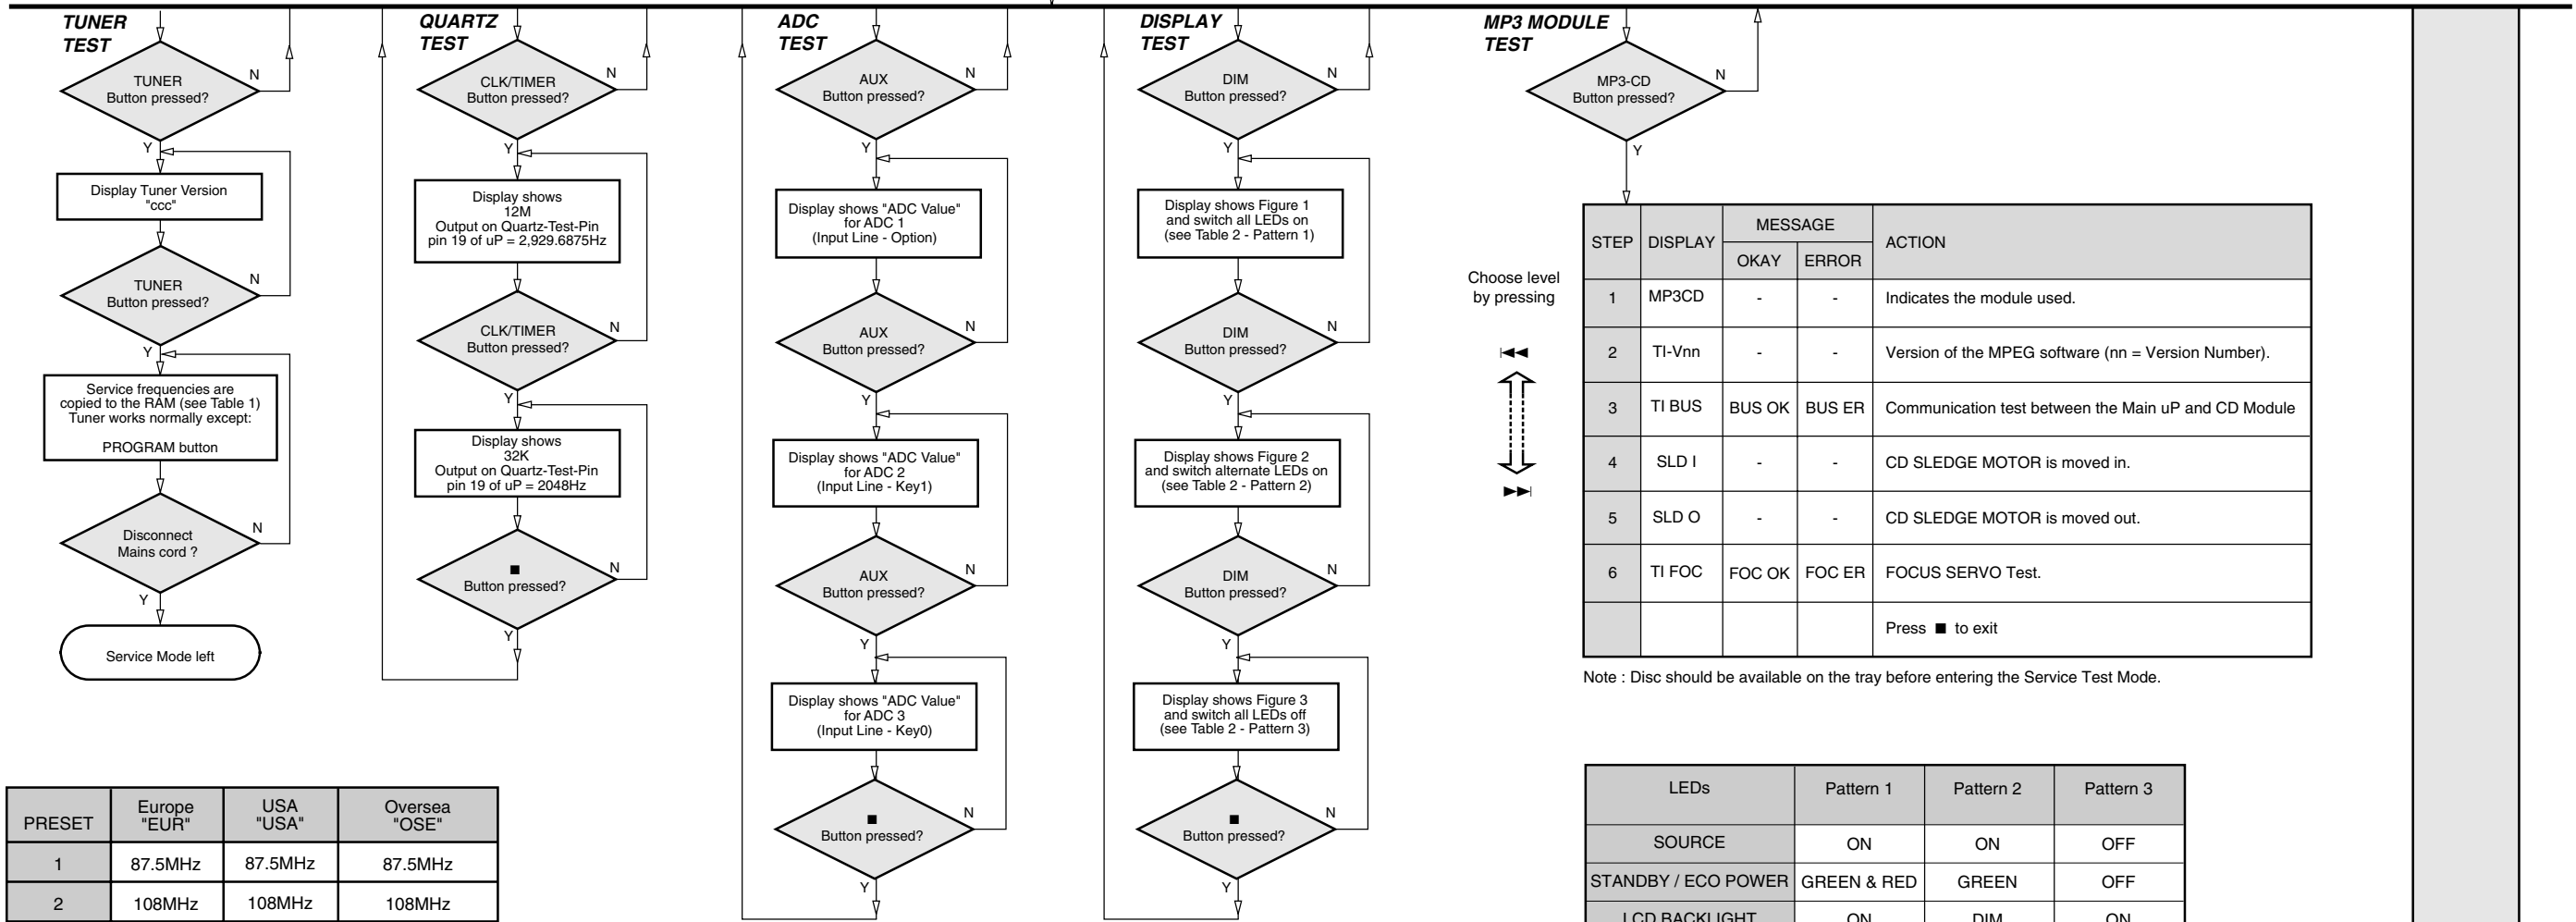 TUNER
TEST
TUNER
Button pressed?
N
Y
Display Tuner Version
"ccc"
TUNER
Button pressed?
N
Y
Service frequencies are
copied to the RAM (see Table 1)
Tuner works normally except:
PROGRAM button
Disconnect
Mains cord ?
N
Y
Service Mode left
QUARTZ
TEST
CLK/TIMER
Button pressed?
N
Y
Display shows
12M
Output on Quartz-Test-Pin
pin 19 of uP = 2,929.6875Hz
CLK/TIMER
Button pressed?
N
Y
Display shows
32K
Output on Quartz-Test-Pin
pin 19 of uP = 2048Hz
■
Button pressed?
N
Y
ADC
TEST
AUX
Button pressed?
N
Y
Display shows "ADC Value"
for ADC 1
(Input Line - Option)
AUX
Button pressed?
N
Y
Display shows "ADC Value"
for ADC 2
(Input Line - Key1)
AUX
Button pressed?
N
Y
Display shows "ADC Value"
for ADC 3
(Input Line - Key0)
■
Button pressed?
N
Y
DISPLAY
TEST
DIM
Button pressed?
N
Y
Display shows Figure 1
and switch all LEDs on
(see Table 2 - Pattern 1)
DIM
Button pressed?
N
Y
Display shows Figure 2
and switch alternate LEDs on
(see Table 2 - Pattern 2)
DIM
Button pressed?
N
Y
Display shows Figure 3
and switch all LEDs off
(see Table 2 - Pattern 3)
■
Button pressed?
N
Y
MP3 MODULE
TEST
MP3-CD
Button pressed?
N
Y
Choose level
by pressing
STEP DISPLAY MESSAGE ACTION
OKAY ERROR
1 MP3CD - - Indicates the module used.
2 TI-Vnn - - Version of the MPEG software (nn = Version Number).
3 TI BUS BUS OK BUS ER Communication test between the Main uP and CD Module
4 SLD I - - CD SLEDGE MOTOR is moved in.
5 SLD O - - CD SLEDGE MOTOR is moved out.
6 TI FOC FOC OK FOC ER FOCUS SERVO Test.
Press ■ to exit
Note : Disc should be available on the tray before entering the Service Test Mode.
PRESET Europe "EUR" USA "USA" Oversea "OSE"
1 87.5MHz 87.5MHz 87.5MHz
2 108MHz 108MHz 108MHz
LEDs Pattern 1 Pattern 2 Pattern 3
SOURCE ON ON OFF
STANDBY / ECO POWER GREEN & RED GREEN OFF
LCD BACKLIGHT ON DIM ON